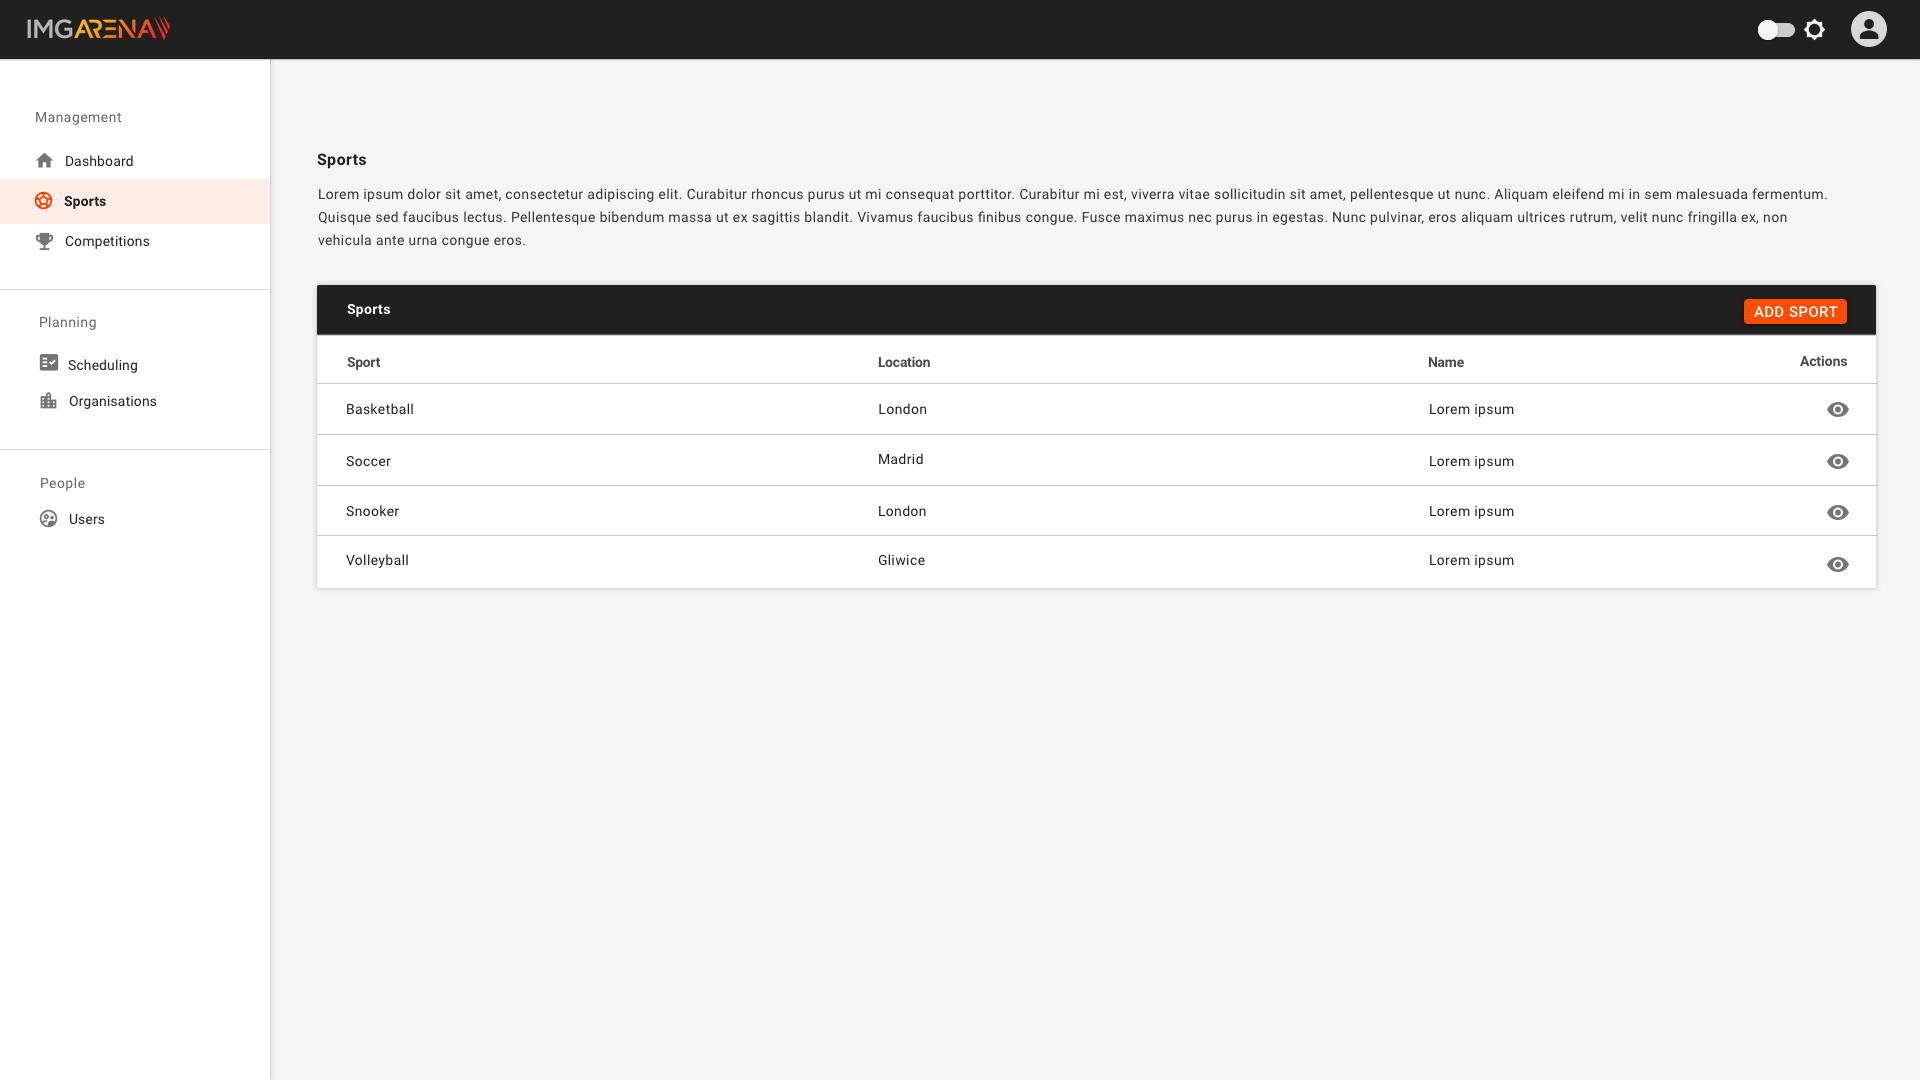 IMGARENA
Management
Dashboard
Sports
Competitions
Planning
Scheduling
Organisations
People
Users
Sports
Lorem ipsum dolor sit amet, consectetur adipiscing elit. Curabitur rhoncus purus ut mi consequat porttitor. Curabitur mi est, viverra vitae sollicitudin sit amet, pellentesque ut nunc. Aliquam eleifend mi in sem malesuada fermentum.
Quisque sed faucibus lectus. Pellentesque bibendum massa ut ex sagittis blandit. Vivamus faucibus finibus congue. Fusce maximus nec purus in egestas. Nunc pulvinar, eros aliquam ultrices rutrum, velit nunc fringilla ex, non
vehicula ante urna congue eros.
Sports ADD SPORT
Sport Location Name Actions
Basketball London Lorem ipsum
Soccer Madrid Lorem ipsum
Snooker London Lorem ipsum
Volleyball Gliwice Lorem ipsum